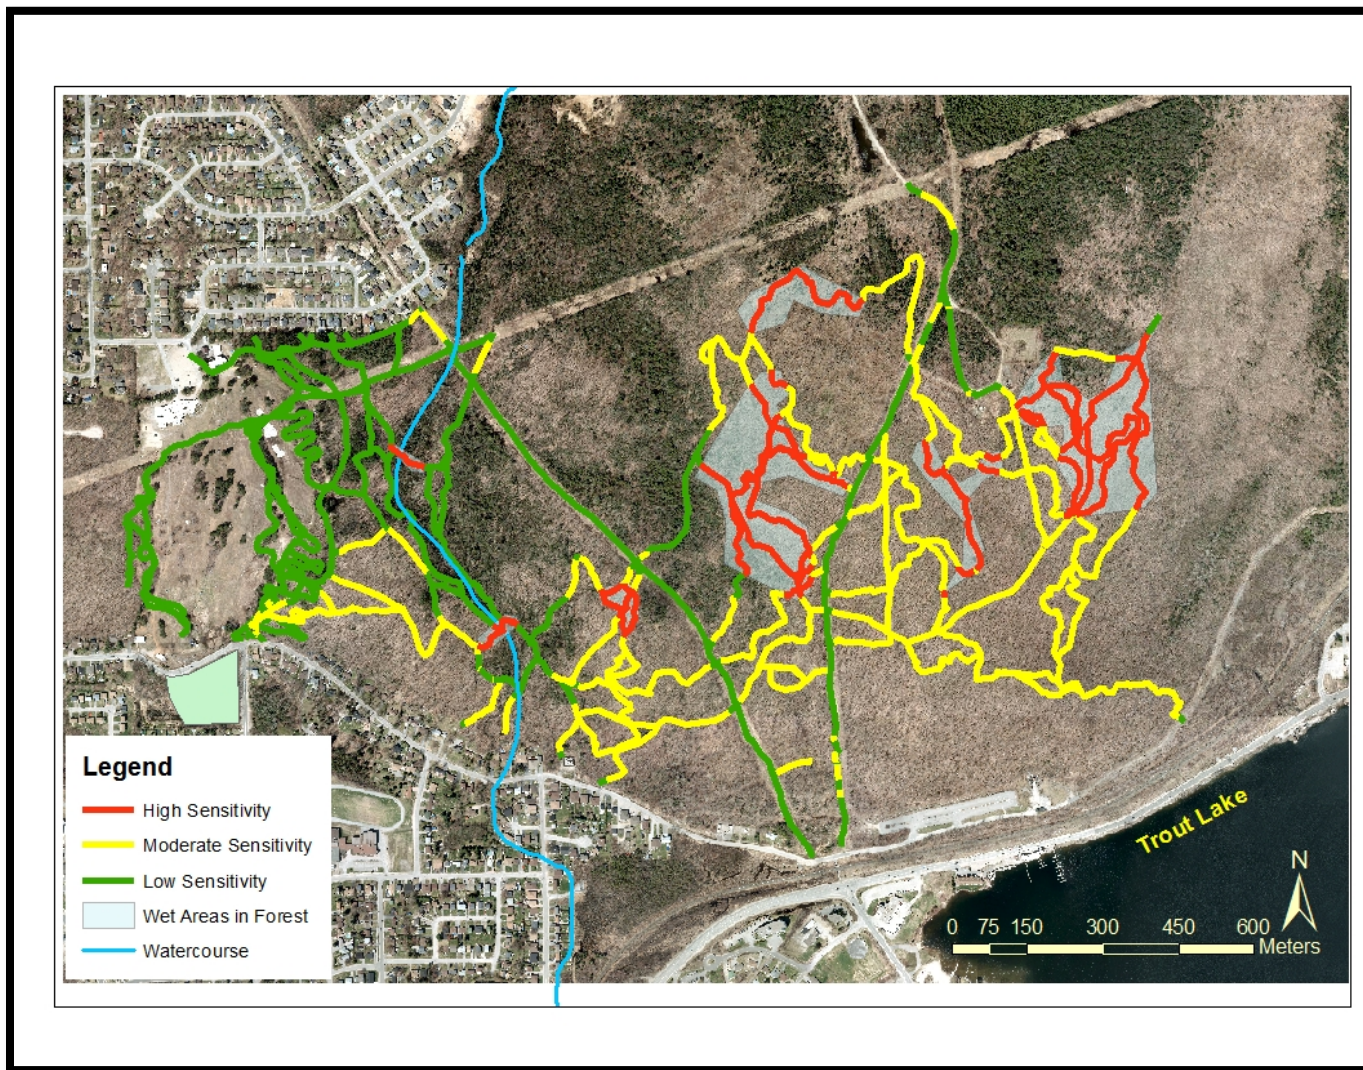 Legend
High Sensitivity
Moderate Sensitivity
Low Sensitivity
Wet Areas in Forest
Watercourse
Trout Lake
N
0 75 150 300 450 600
Meters